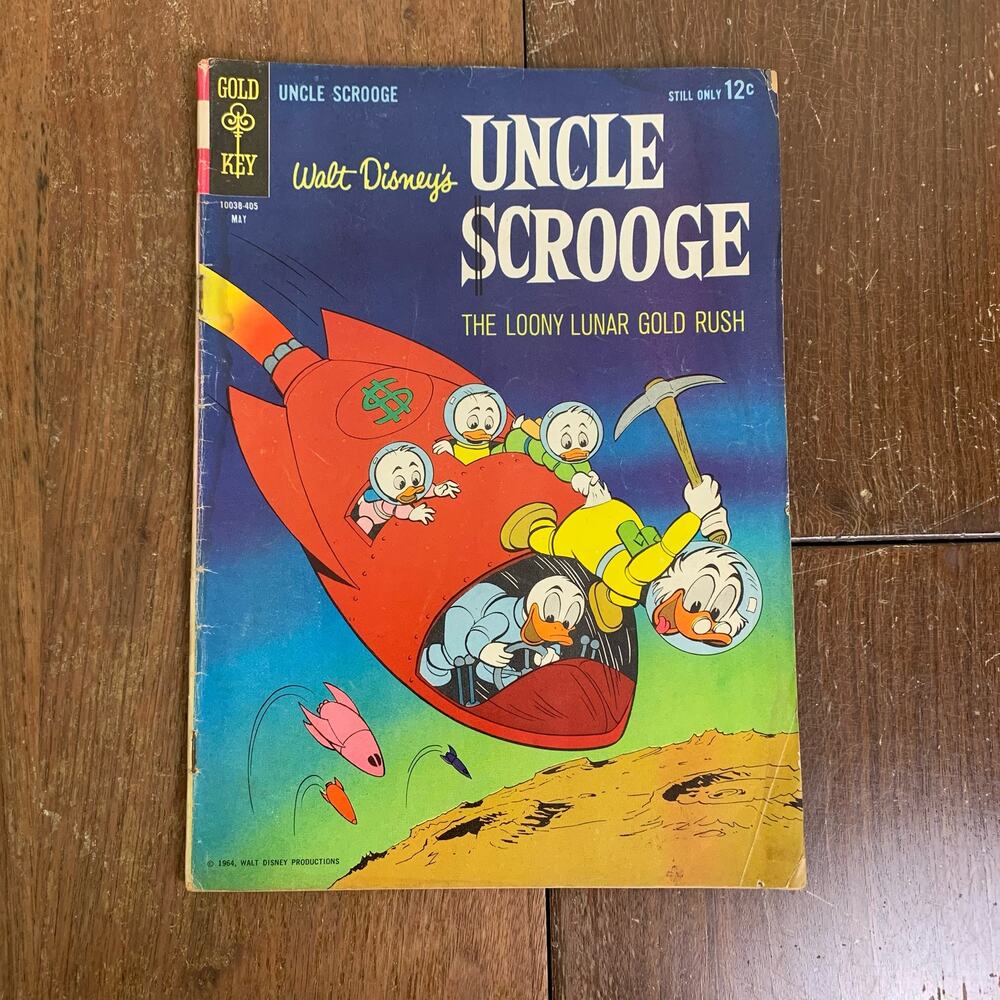 GOLD
KEY
10038-405
MAY
UNCLE SCROOGE
STILL ONLY 12c
Walt Disney's UNCLE
SCROOGE
THE LOONY LUNAR GOLD RUSH
$
© 1964, WALT DISNEY PRODUCTIONS